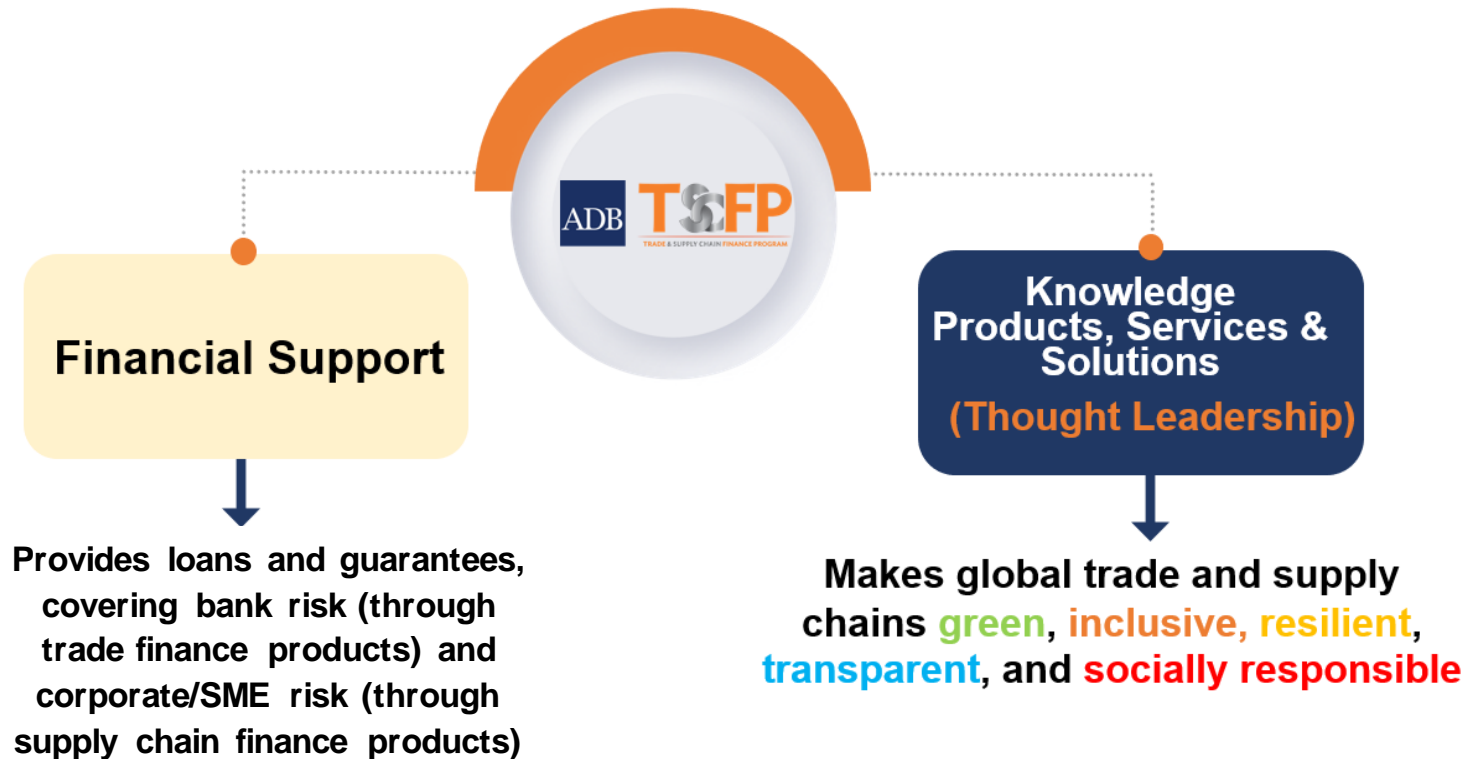 ADB TSCFP
TRADE & SUPPLY CHAIN FINANCE PROGRAM
Financial Support
Provides loans and guarantees,
covering bank risk (through
trade finance products) and
corporate/SME risk (through
supply chain finance products)
Knowledge
Products, Services &
Solutions
(Thought Leadership)
Makes global trade and supply
chains green, inclusive, resilient,
transparent, and socially responsible